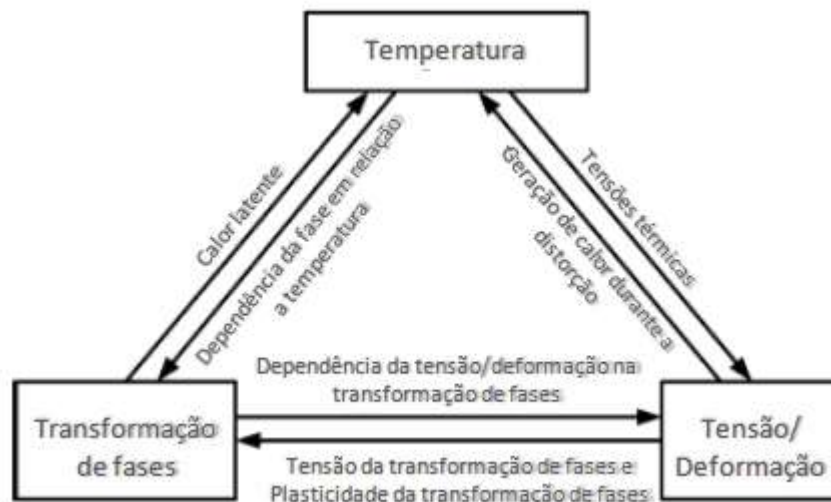 Temperatura
Calor latente
Dependência da fase em relação
a temperatura
Geração de calor durante a
distorção
Tensões térmicas
Dependência da tensão/deformação na
transformação de fases
Transformação
de fases
Tensão/
Deformação
Tensão da transformação de fases e
Plasticidade da transformação de fases